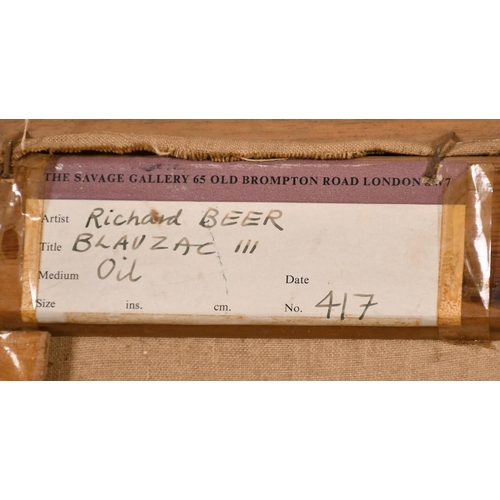 THE SAVAGE GALLERY 65 OLD BROMPTON ROAD LONDON
Artist Richard BEER
Title BLAUZAC III
Medium Oil Date
Size ins. cm. No. 417